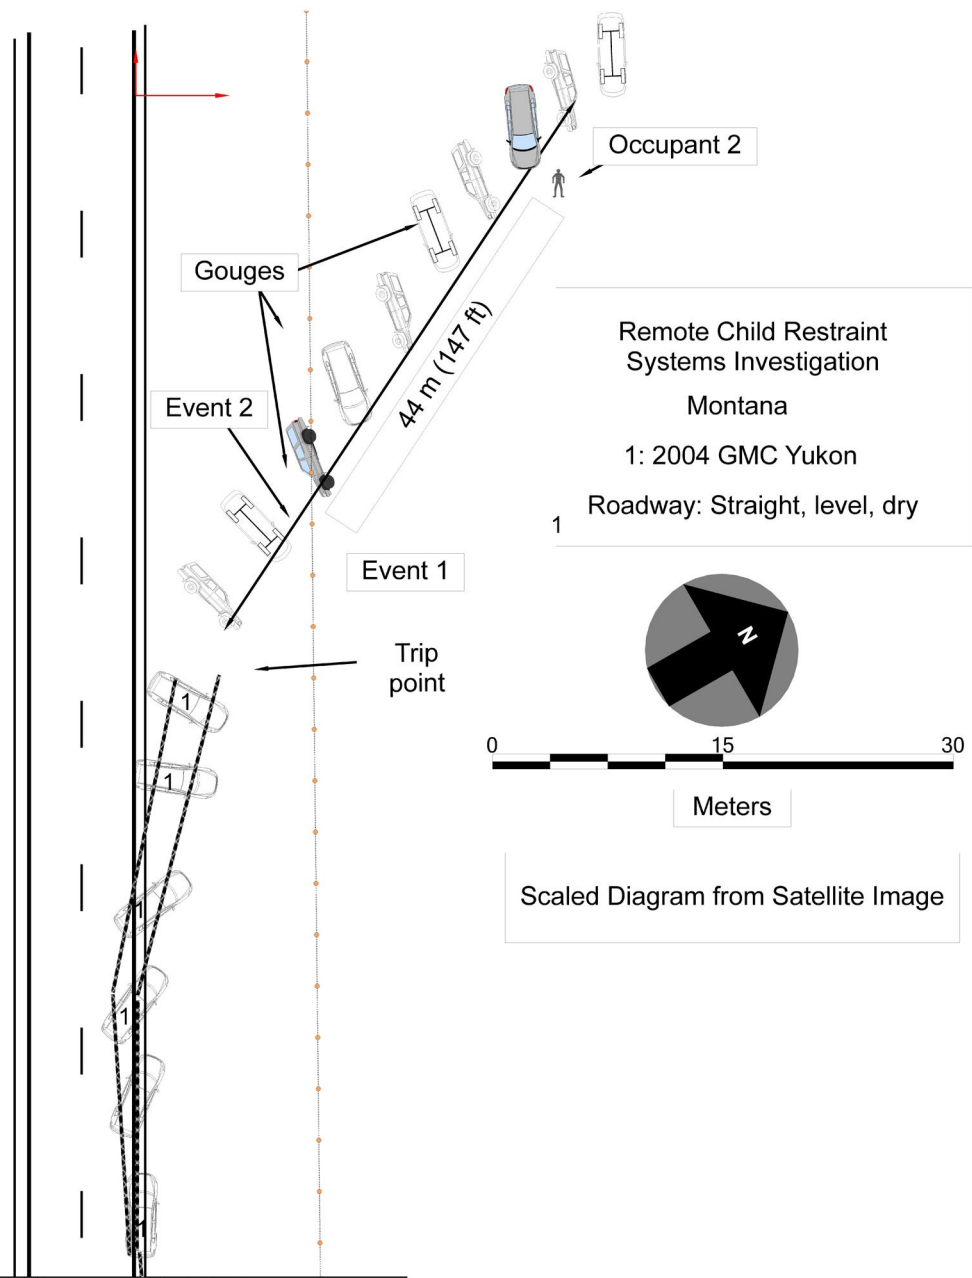 Occupant 2
Gouges
44 m (147 ft)
Remote Child Restraint
Systems Investigation
Montana
1: 2004 GMC Yukon
Roadway: Straight, level, dry
1
Event 2
Event 1
Trip
point
N
0 15 30
Meters
Scaled Diagram from Satellite Image
1
1
1
1
1